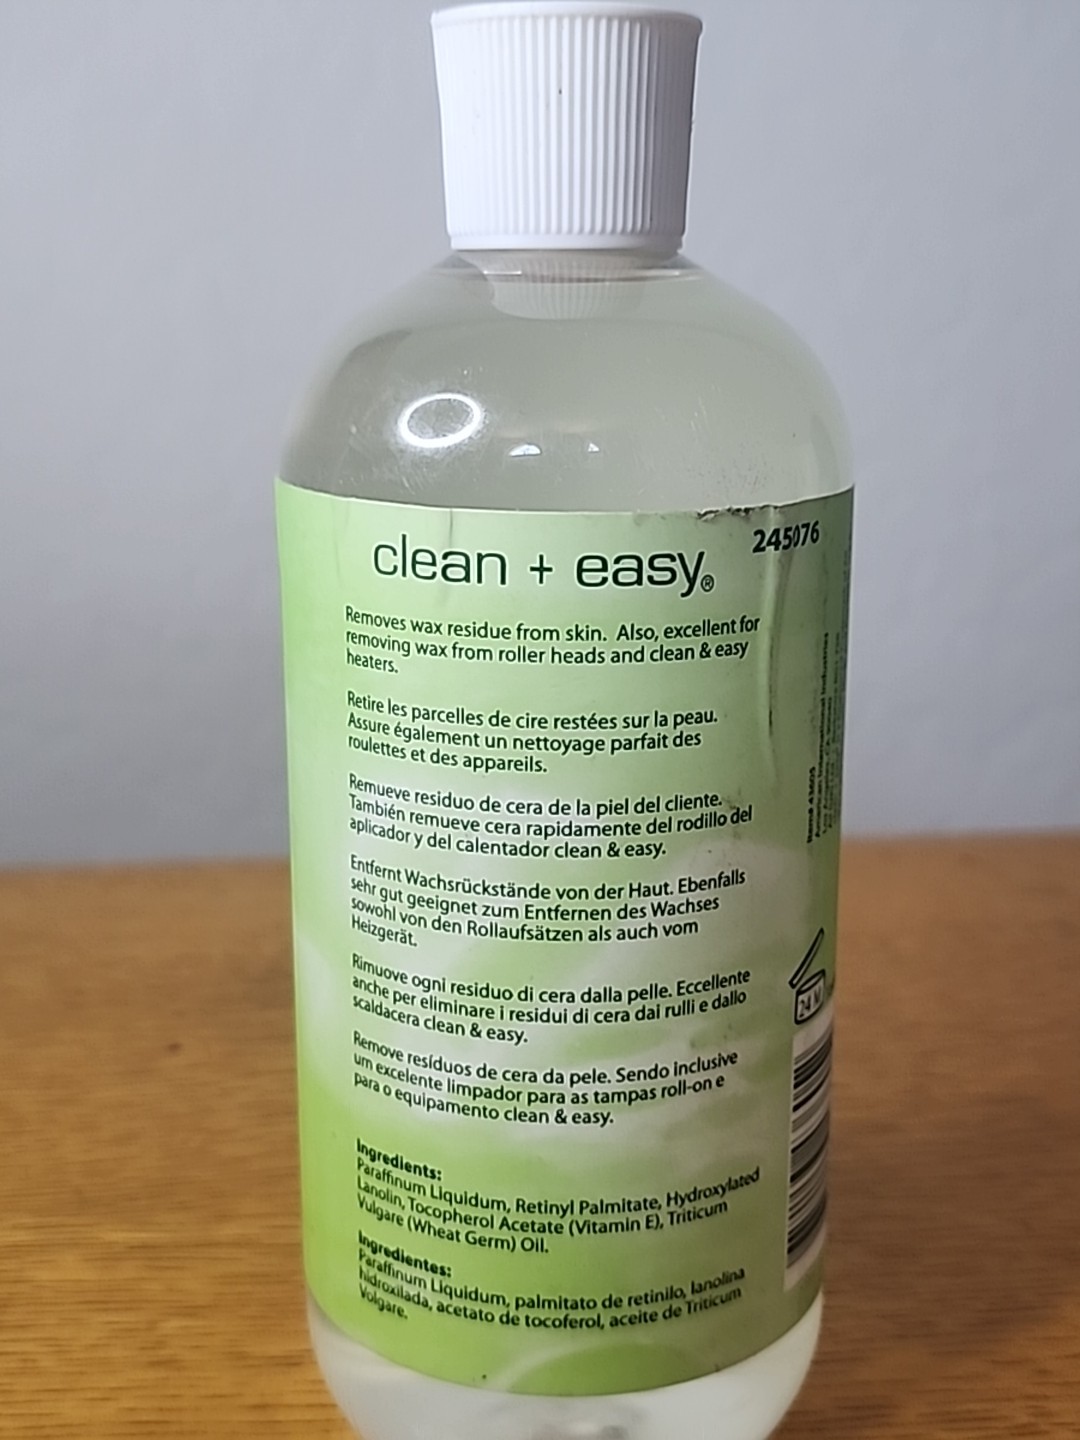 clean + easy®
245076
Removes wax residue from skin. Also, excellent for
removing wax from roller heads and clean & easy
heaters.
Retire les parcelles de cire restées sur la peau.
Assure également un nettoyage parfait des
roulettes et des appareils.
Remueve residuo de cera de la piel del cliente.
También remueve cera rapidamente del rodillo del
aplicador y del calentador clean & easy.
Entfernt Wachsrückstände von der Haut. Ebenfalls
sehr gut geeignet zum Entfernen des Wachses
sowohl von den Rollaufsätzen als auch vom
Heizgerät.
Rimuove ogni residuo di cera dalla pelle. Eccellente
anche per eliminare i residui di cera dai rulli e dallo
scaldacera clean & easy.
Remove resíduos de cera da pele. Sendo inclusive
um excelente limpador para as tampas roll-on e
para o equipamento clean & easy.
Ingredients:
Paraffinum Liquidum, Retinyl Palmitate, Hydroxylated
Lanolin, Tocopherol Acetate (Vitamin E), Triticum
Vulgare (Wheat Germ) Oil.
Ingredientes:
Paraffinum Liquidum, palmitato de retinilo, lanolina
hidroxilada, acetato de tocoferol, aceite de Triticum
Volgare.
Item# 43605
American International Industries
24 M